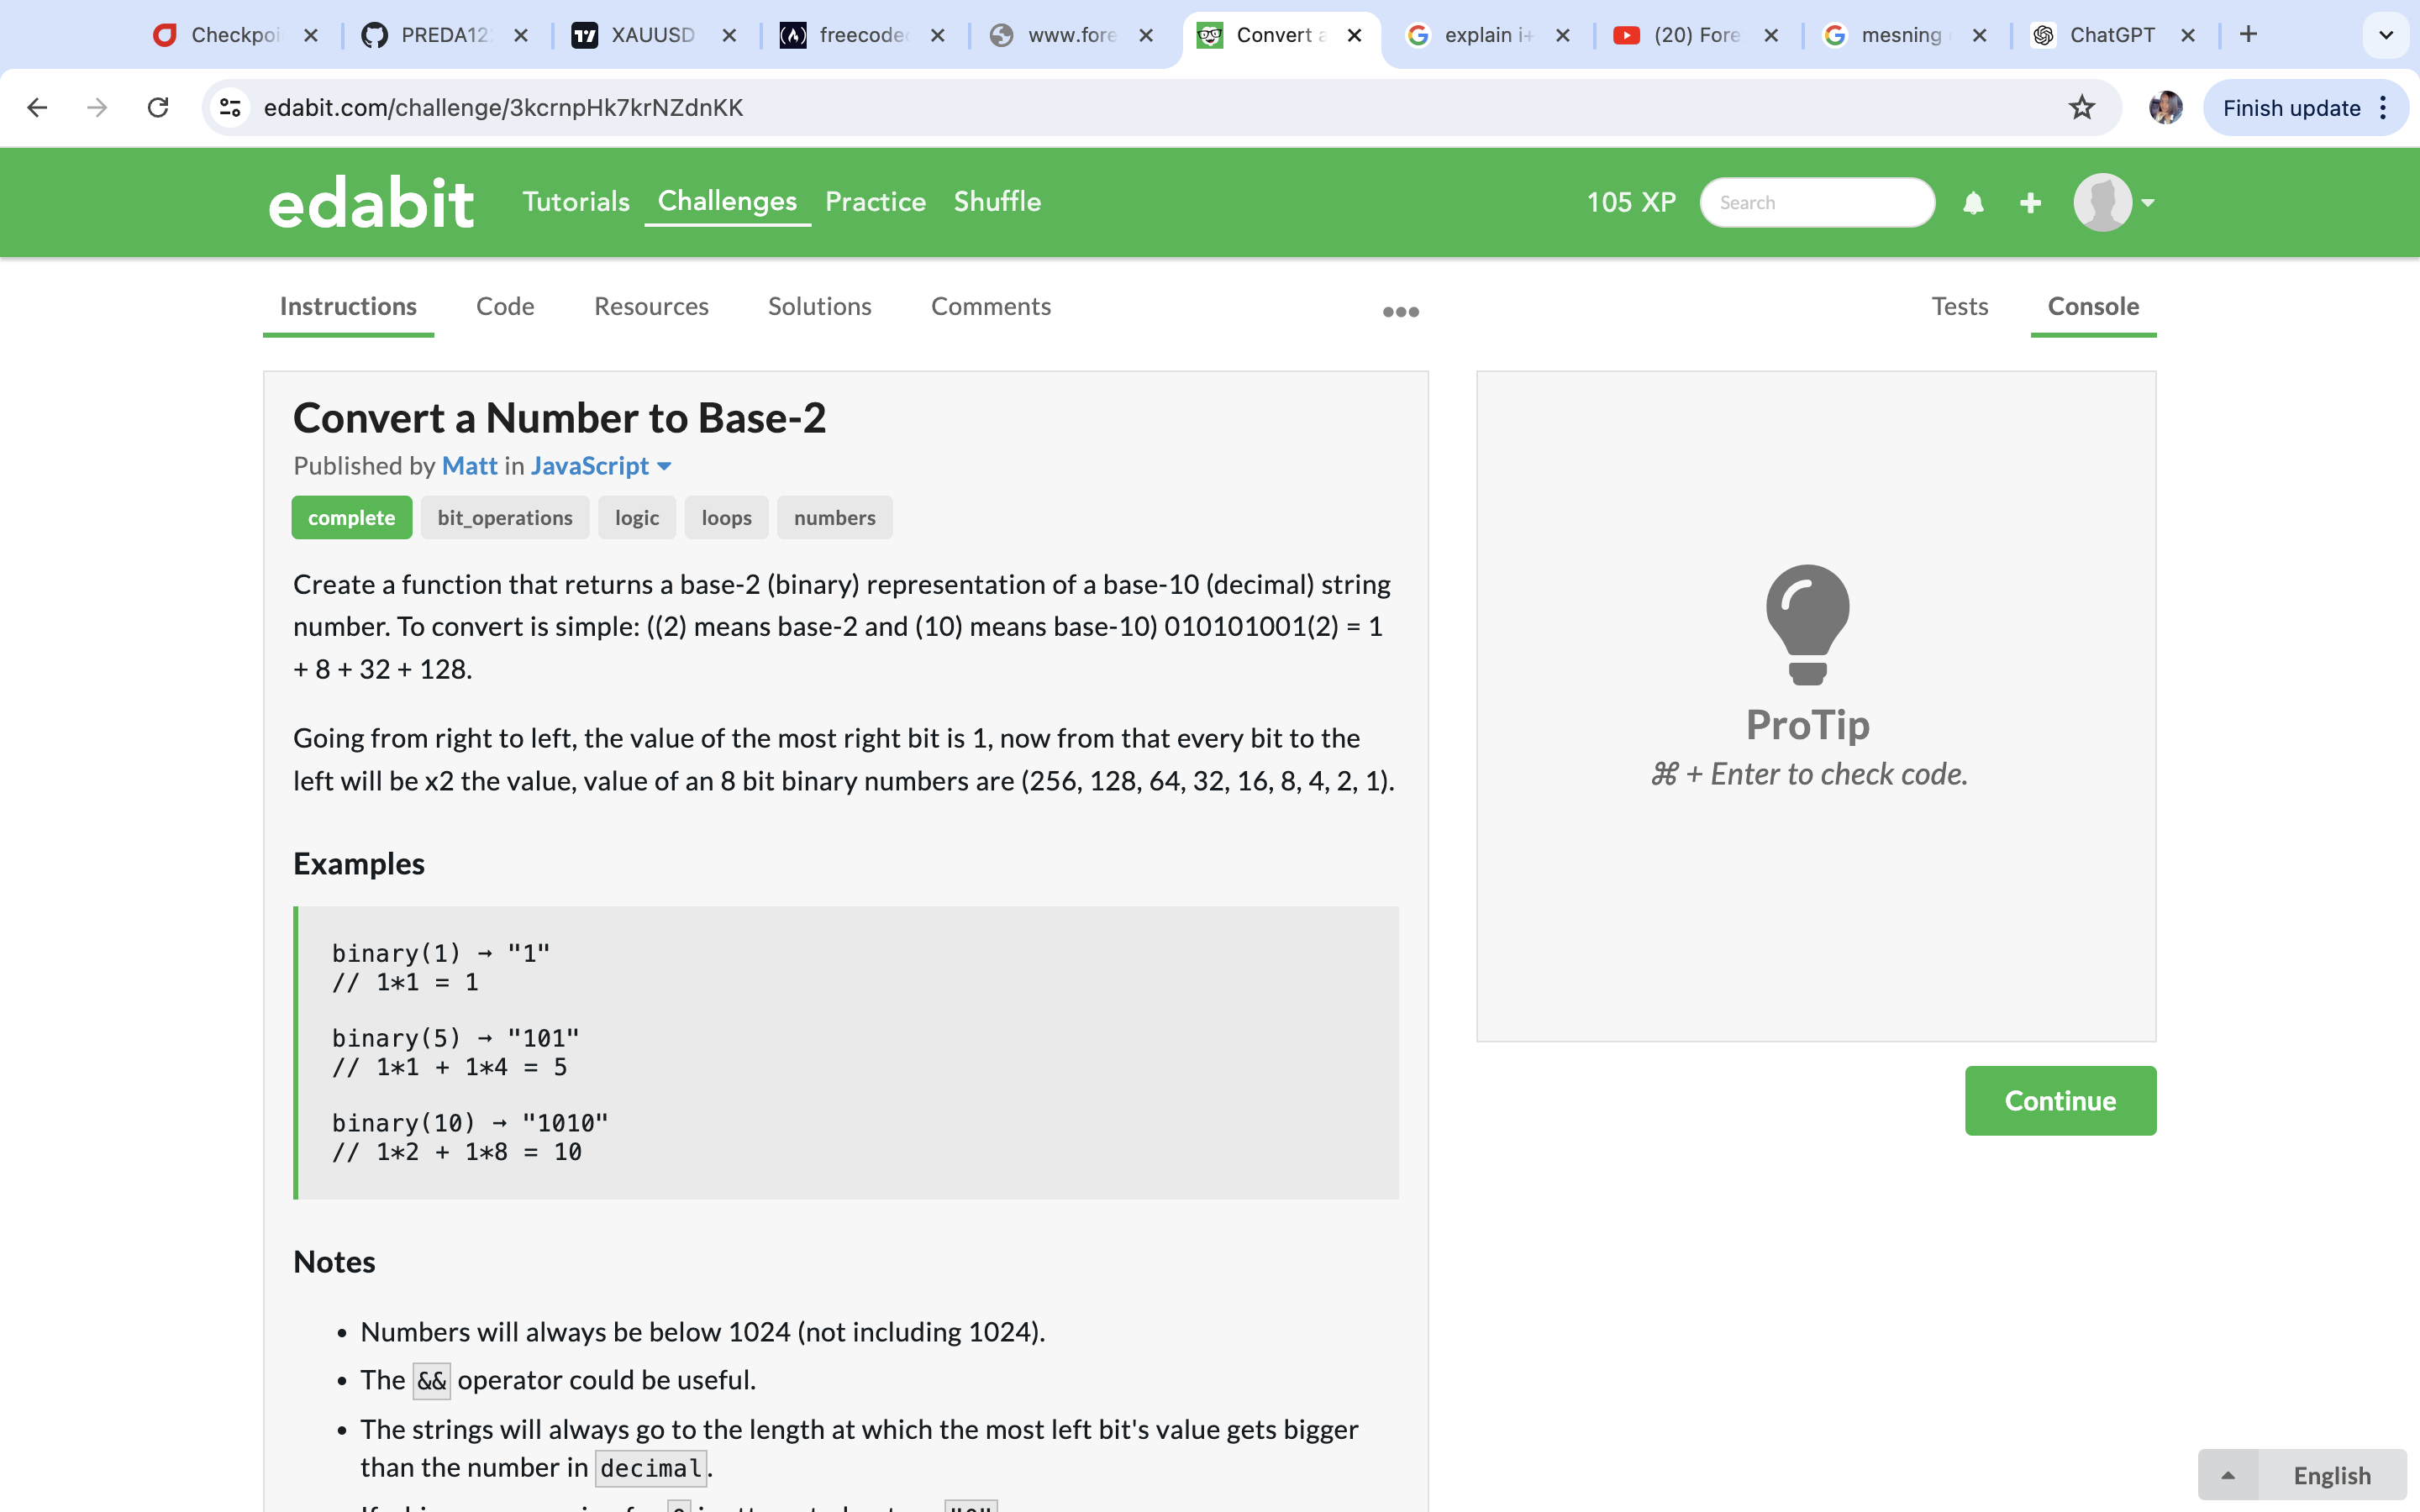 Checkpoi
PREDA12
XAUUSD
freecode
www.fore
Convert a
explain i+
(20) Fore
mesning
ChatGPT
edabit.com/challenge/3kcrnpHk7krNZdnKK
Finish update
edabit
Tutorials
Challenges
Practice
Shuffle
105 XP
Search
Instructions
Code
Resources
Solutions
Comments
Tests
Console
Convert a Number to Base-2
Published by Matt in JavaScript
complete
bit_operations
logic
loops
numbers
Create a function that returns a base-2 (binary) representation of a base-10 (decimal) string
number. To convert is simple: ((2) means base-2 and (10) means base-10) 010101001(2) = 1
+ 8 + 32 + 128.
Going from right to left, the value of the most right bit is 1, now from that every bit to the
left will be x2 the value, value of an 8 bit binary numbers are (256, 128, 64, 32, 16, 8, 4, 2, 1).
Examples
binary(1) → "1"
// 1*1 = 1
binary(5) → "101"
// 1*1 + 1*4 = 5
binary(10) → "1010"
// 1*2 + 1*8 = 10
Notes
• Numbers will always be below 1024 (not including 1024).
• The && operator could be useful.
• The strings will always go to the length at which the most left bit's value gets bigger
than the number in decimal.
ProTip
⌘ + Enter to check code.
Continue
English